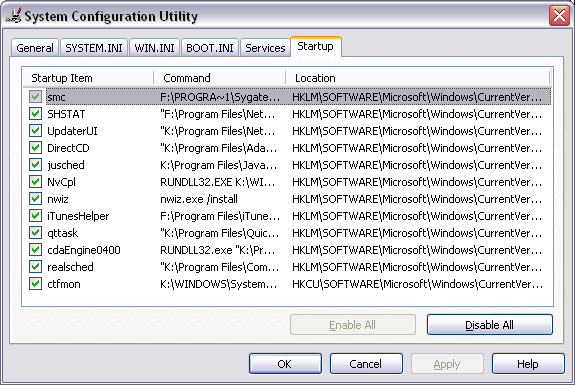 System Configuration Utility
General SYSTEM.INI WIN.INI BOOT.INI Services Startup
Startup Item Command Location
smc F:\PROGRA~1\Sygate... HKLM\SOFTWARE\Microsoft\Windows\CurrentVer...
SHSTAT "F:\Program Files\Net... HKLM\SOFTWARE\Microsoft\Windows\CurrentVer...
UpdaterUI "K:\Program Files\Net... HKLM\SOFTWARE\Microsoft\Windows\CurrentVer...
DirectCD "K:\Program Files\Ada... HKLM\SOFTWARE\Microsoft\Windows\CurrentVer...
jusched K:\Program Files\Java... HKLM\SOFTWARE\Microsoft\Windows\CurrentVer...
NvCpl RUNDLL32.EXE K:\WI... HKLM\SOFTWARE\Microsoft\Windows\CurrentVer...
nwiz nwiz.exe /install HKLM\SOFTWARE\Microsoft\Windows\CurrentVer...
iTunesHelper F:\Program Files\iTune... HKLM\SOFTWARE\Microsoft\Windows\CurrentVer...
qttask "K:\Program Files\Quic... HKLM\SOFTWARE\Microsoft\Windows\CurrentVer...
cdaEngine0400 RUNDLL32.exe "K:\Pr... HKLM\SOFTWARE\Microsoft\Windows\CurrentVer...
realsched "K:\Program Files\Com... HKLM\SOFTWARE\Microsoft\Windows\CurrentVer...
ctfmon K:\WINDOWS\System... HKCU\SOFTWARE\Microsoft\Windows\CurrentVer...
Enable All Disable All
OK Cancel Apply Help